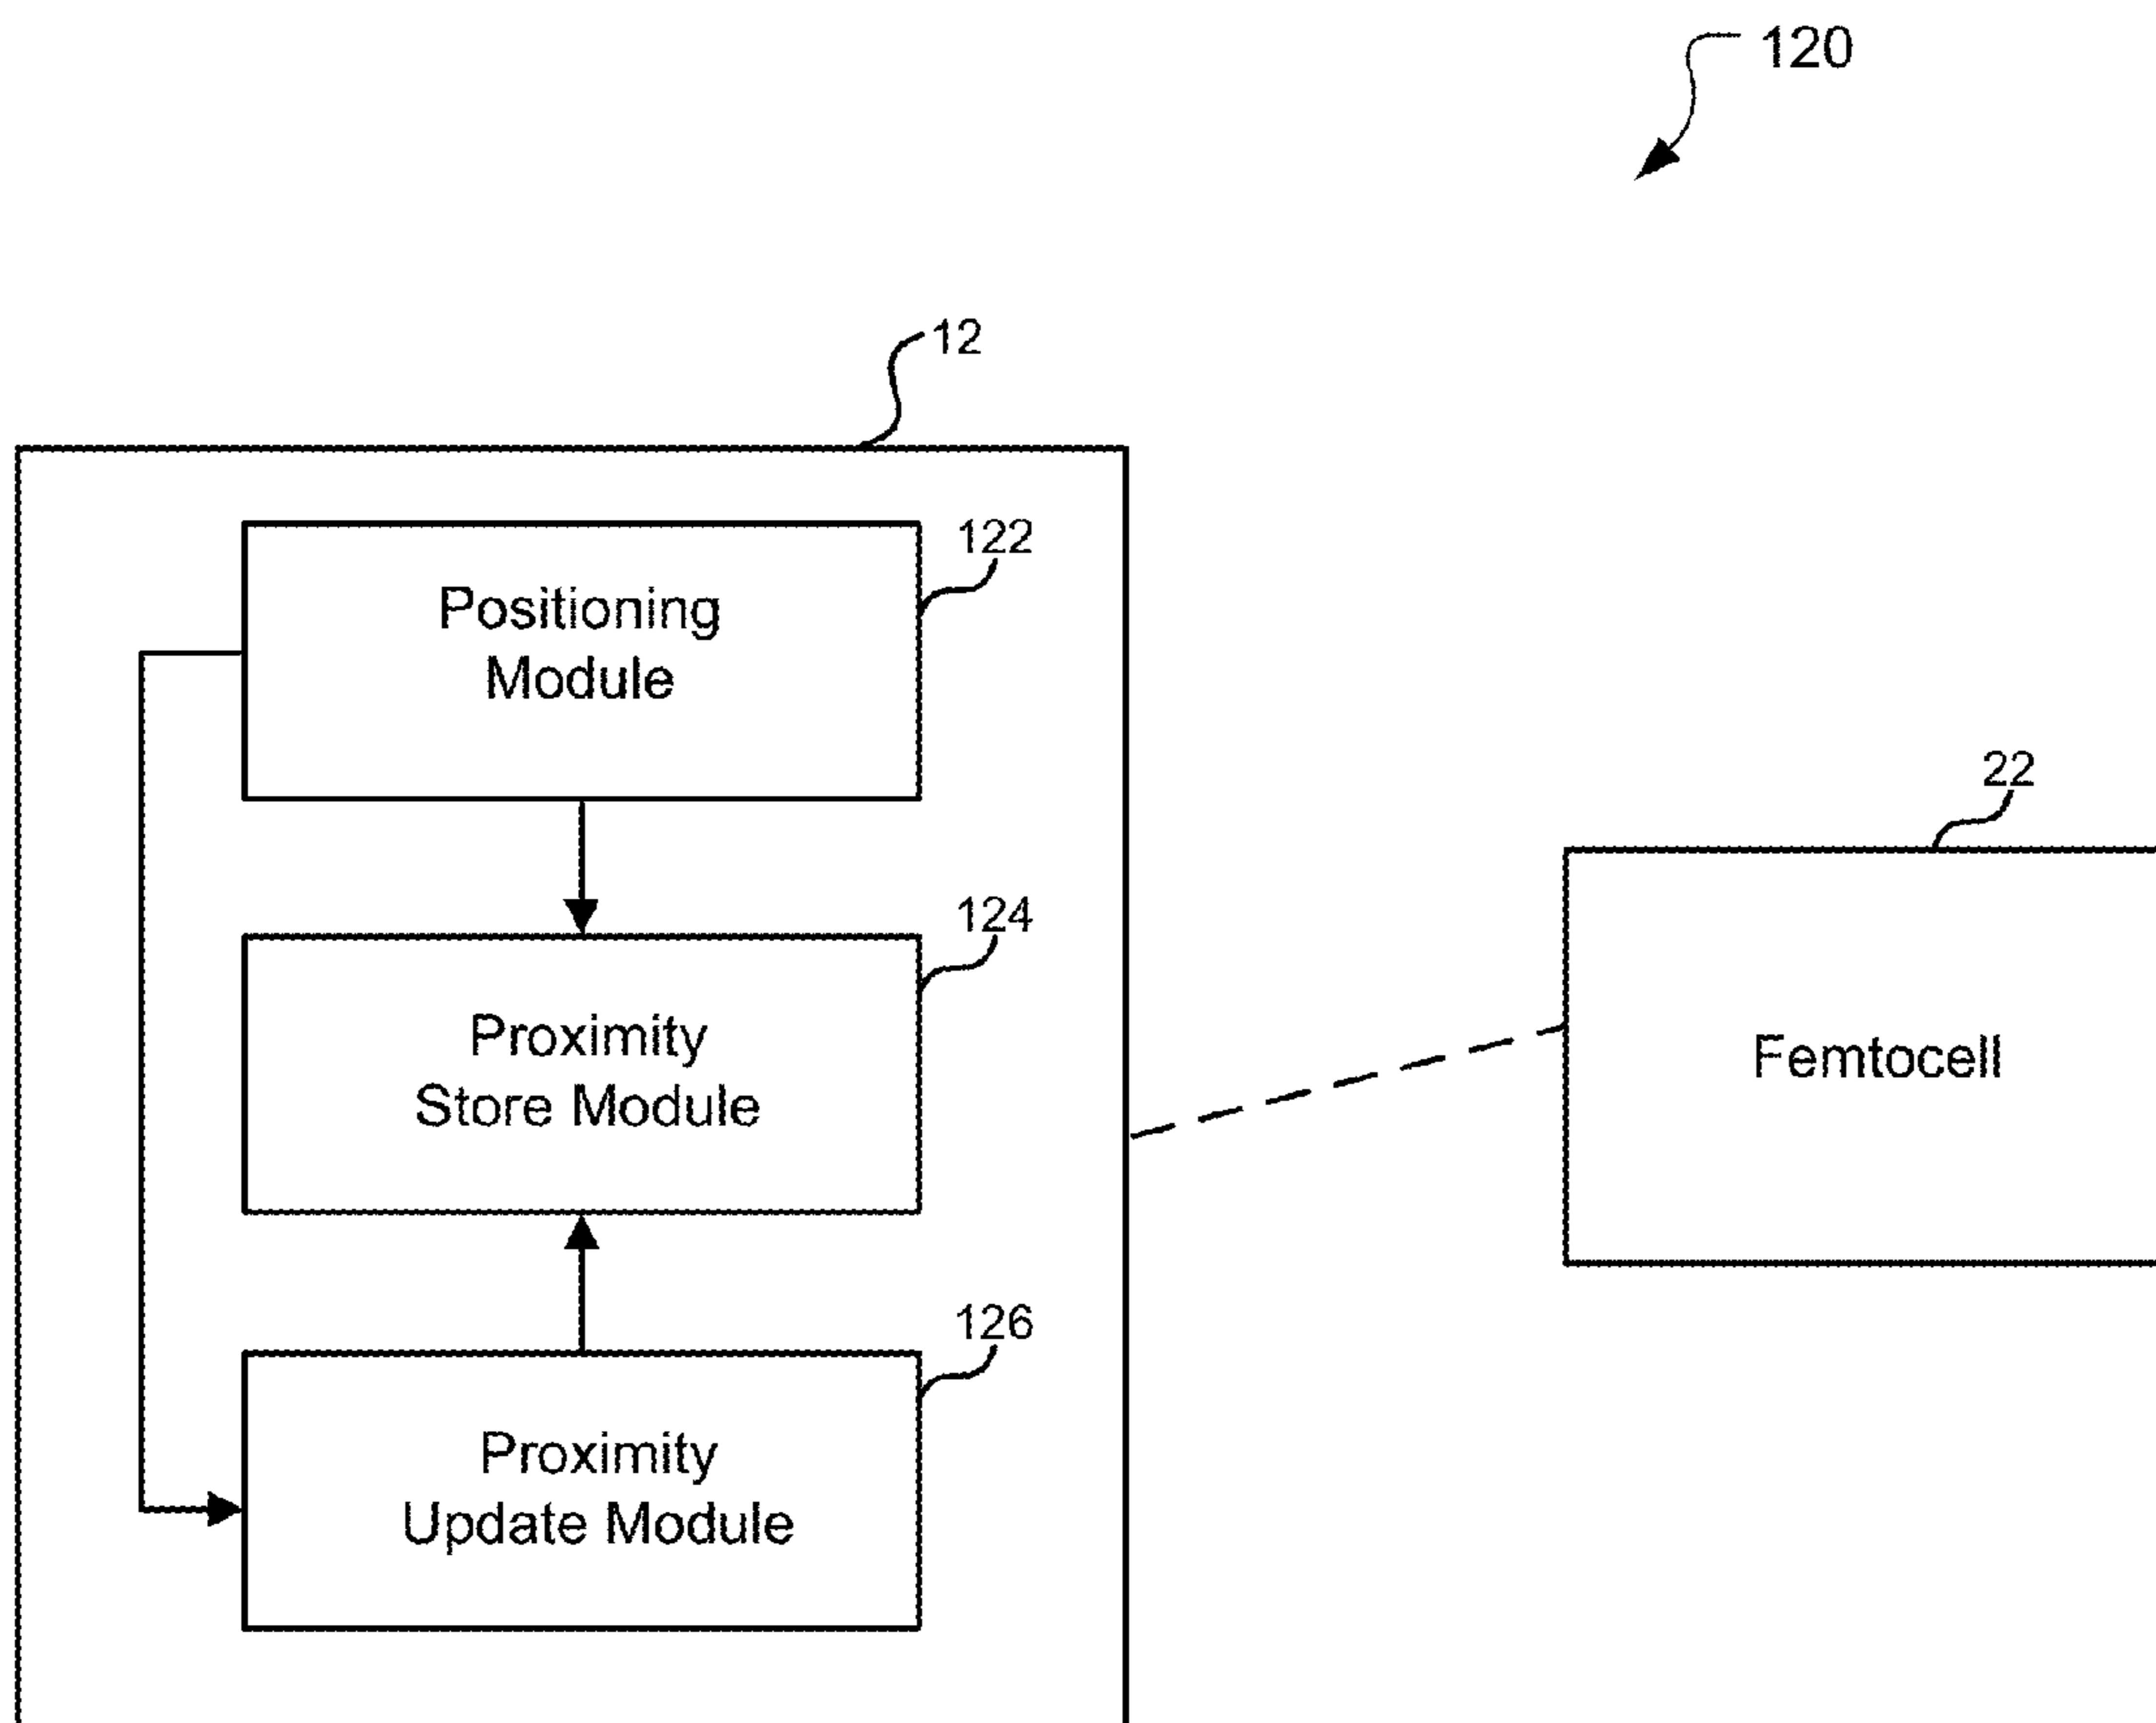 120
12
122
Positioning
Module
22
124
Proximity
Store Module
Femtocell
126
Proximity
Update Module